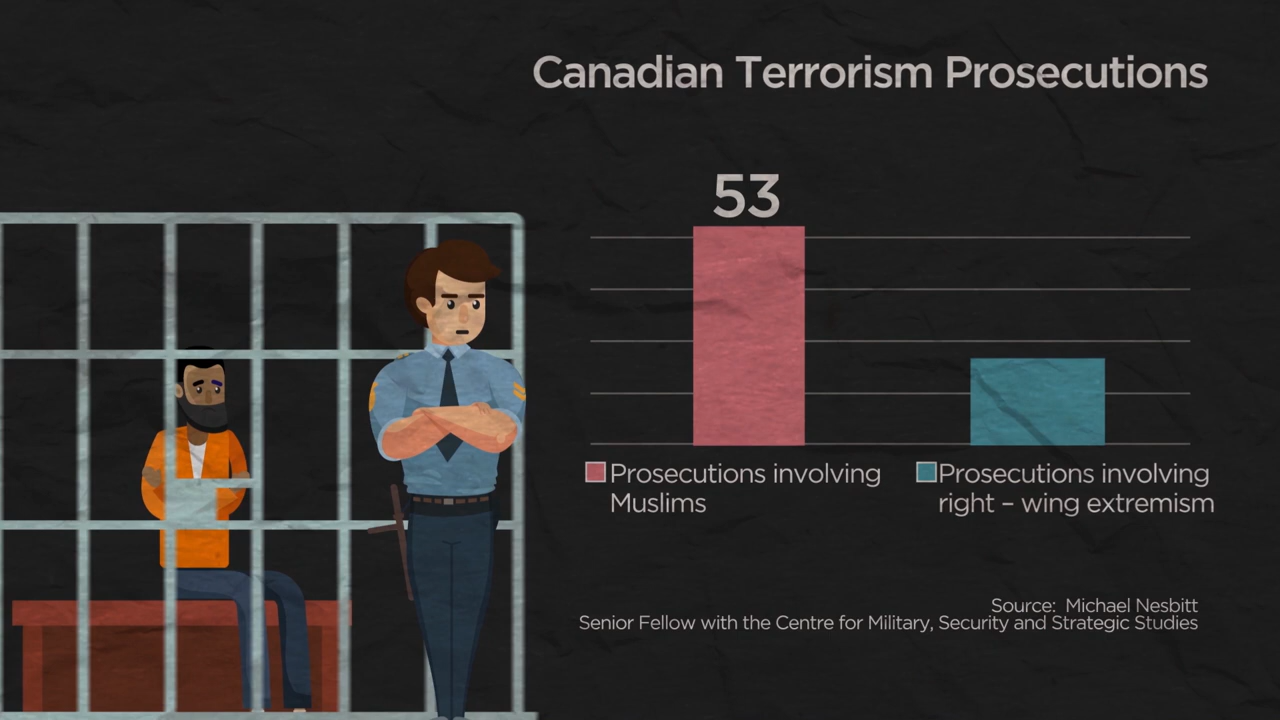 Canadian Terrorism Prosecutions
53
Prosecutions involving
Muslims
Prosecutions involving
right – wing extremism
Source: Michael Nesbitt
Senior Fellow with the Centre for Military, Security and Strategic Studies